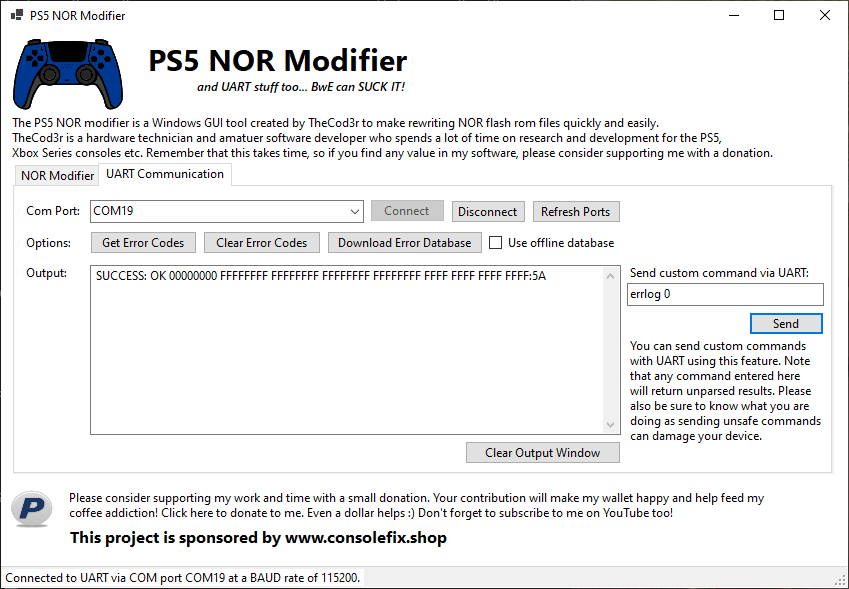 PS5 NOR Modifier
PS5 NOR Modifier
and UART stuff too... BwE can SUCK IT!
The PS5 NOR modifier is a Windows GUI tool created by TheCod3r to make rewriting NOR flash rom files quickly and easily.
TheCod3r is a hardware technician and amatuer software developer who spends a lot of time on research and development for the PS5,
Xbox Series consoles etc. Remember that this takes time, so if you find any value in my software, please consider supporting me with a donation.
NOR Modifier UART Communication
Com Port: COM19 Connect Disconnect Refresh Ports
Options: Get Error Codes Clear Error Codes Download Error Database Use offline database
Output: SUCCESS: OK 00000000 FFFFFFFF FFFFFFFF FFFFFFFF FFFFFFFF FFFF FFFF FFFF FFFF:5A
Send custom command via UART:
errlog 0
Send
You can send custom commands
with UART using this feature. Note
that any command entered here
will return unparsed results. Please
also be sure to know what you are
doing as sending unsafe commands
can damage your device.
Clear Output Window
P
Please consider supporting my work and time with a small donation. Your contribution will make my wallet happy and help feed my
coffee addiction! Click here to donate to me. Even a dollar helps :) Don't forget to subscribe to me on YouTube too!
This project is sponsored by www.consolefix.shop
Connected to UART via COM port COM19 at a BAUD rate of 115200.